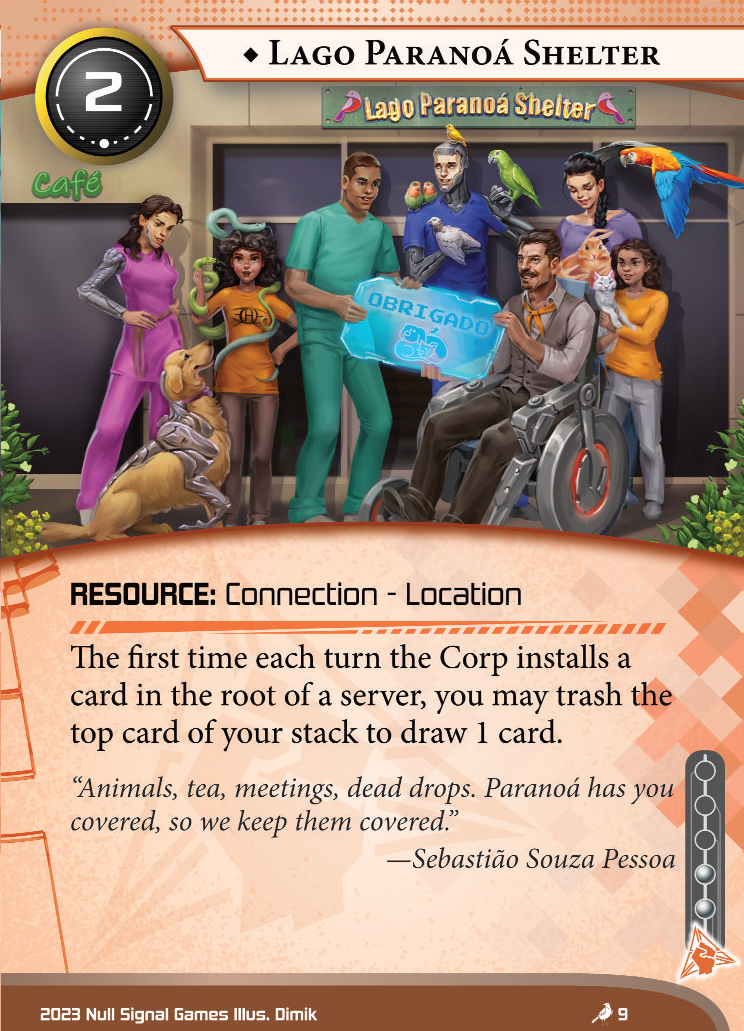 2
◆ Lago Paranoá Shelter
Lago Paranoá Shelter
Café
OBRIGADO
RESOURCE: Connection - Location
The first time each turn the Corp installs a
card in the root of a server, you may trash the
top card of your stack to draw 1 card.
“Animals, tea, meetings, dead drops. Paranoá has you
covered, so we keep them covered.”
—Sebastião Souza Pessoa
2023 Null Signal Games Illus. Dimik
9